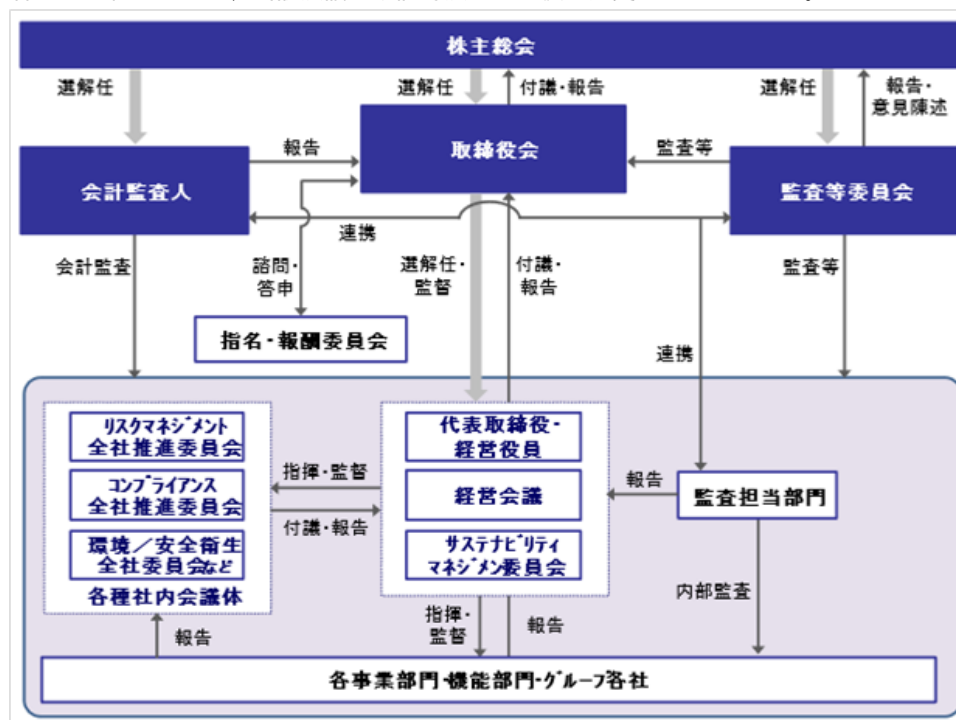 株主総会
選解任
選解任
付議・報告
選解任
報告・
意見陳述
取締役会
報告
監査等
会計監査人
監査等委員会
連携
会計監査
諮問・
答申
選解任・
監督
付議・
報告
監査等
指名・報酬委員会
連携
リスクマネジメント
全社推進委員会
コンプライアンス
全社推進委員会
環境／安全衛生
全社委員会など
各種社内会議体
指揮・監督
付議・報告
代表取締役・
経営役員
経営会議
サステナビリティ
マネジメン委員会
報告
監査担当部門
内部監査
報告
指揮・
監督
報告
各事業部門・機能部門・グループ各社